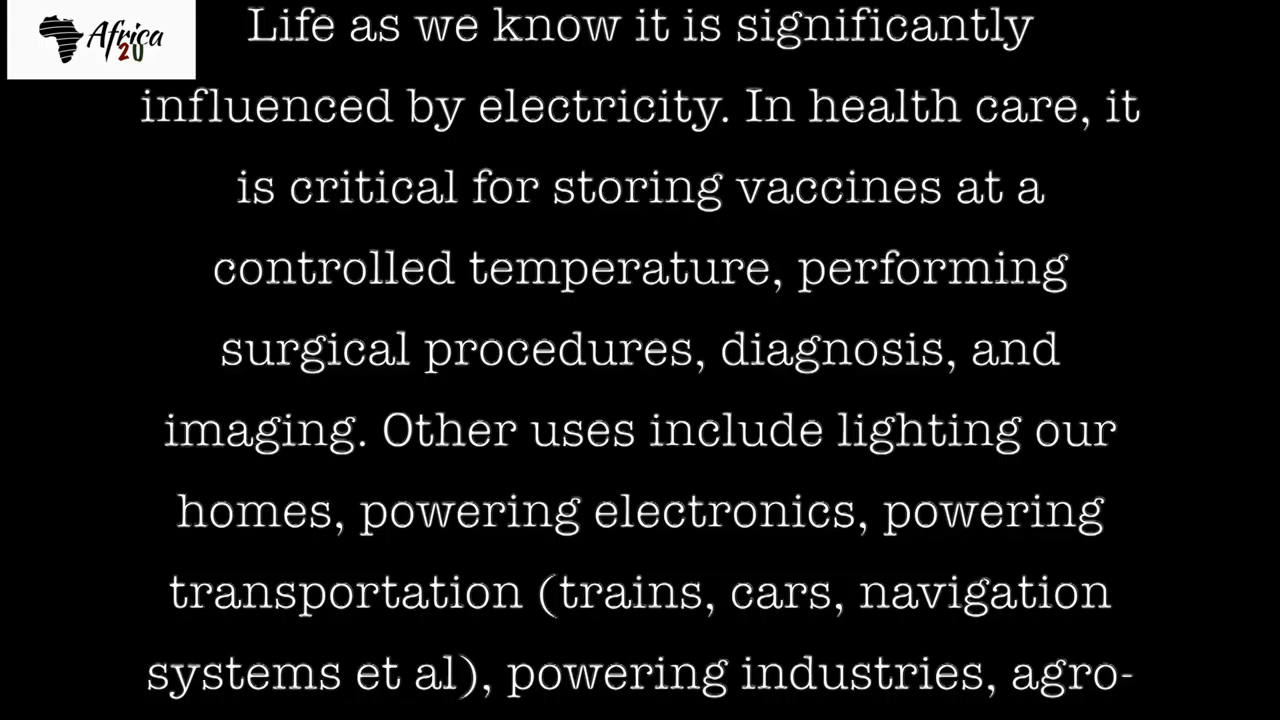 Africa
2U
Life as we know it is significantly
influenced by electricity. In health care, it
is critical for storing vaccines at a
controlled temperature, performing
surgical procedures, diagnosis, and
imaging. Other uses include lighting our
homes, powering electronics, powering
transportation (trains, cars, navigation
systems et al), powering industries, agro-